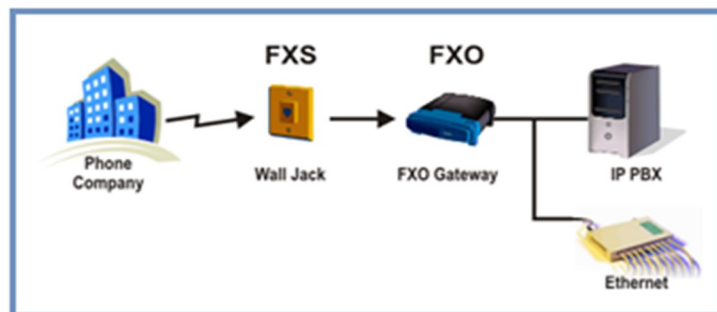 FXS
FXO
Phone
Company
Wall Jack
FXO Gateway
IP PBX
Ethernet